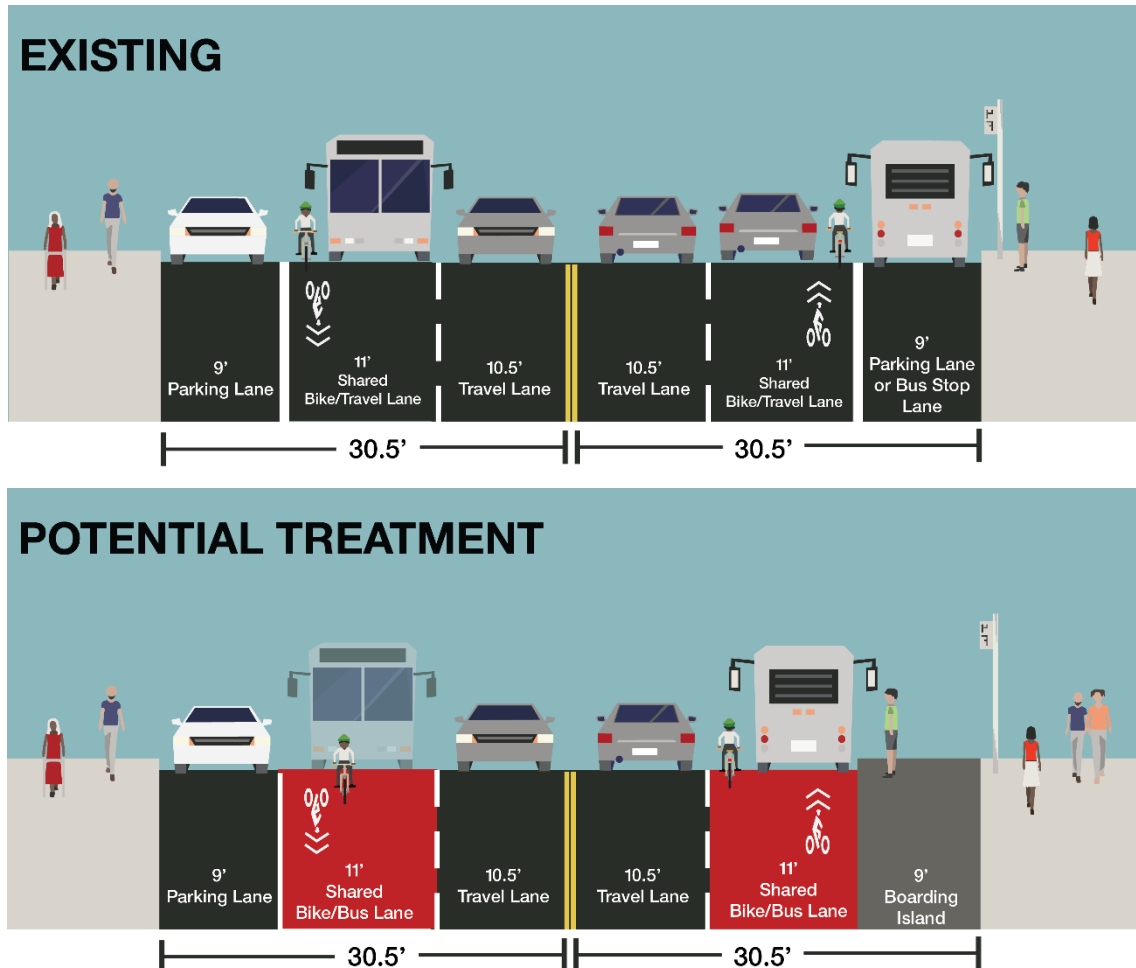 EXISTING
9’
Parking Lane
11’
Shared
Bike/Travel Lane
10.5’
Travel Lane
10.5’
Travel Lane
11’
Shared
Bike/Travel Lane
9’
Parking Lane
or Bus Stop
Lane
30.5’
30.5’
POTENTIAL TREATMENT
9’
Parking Lane
11’
Shared
Bike/Bus Lane
10.5’
Travel Lane
10.5’
Travel Lane
11’
Shared
Bike/Bus Lane
9’
Boarding
Island
30.5’
30.5’